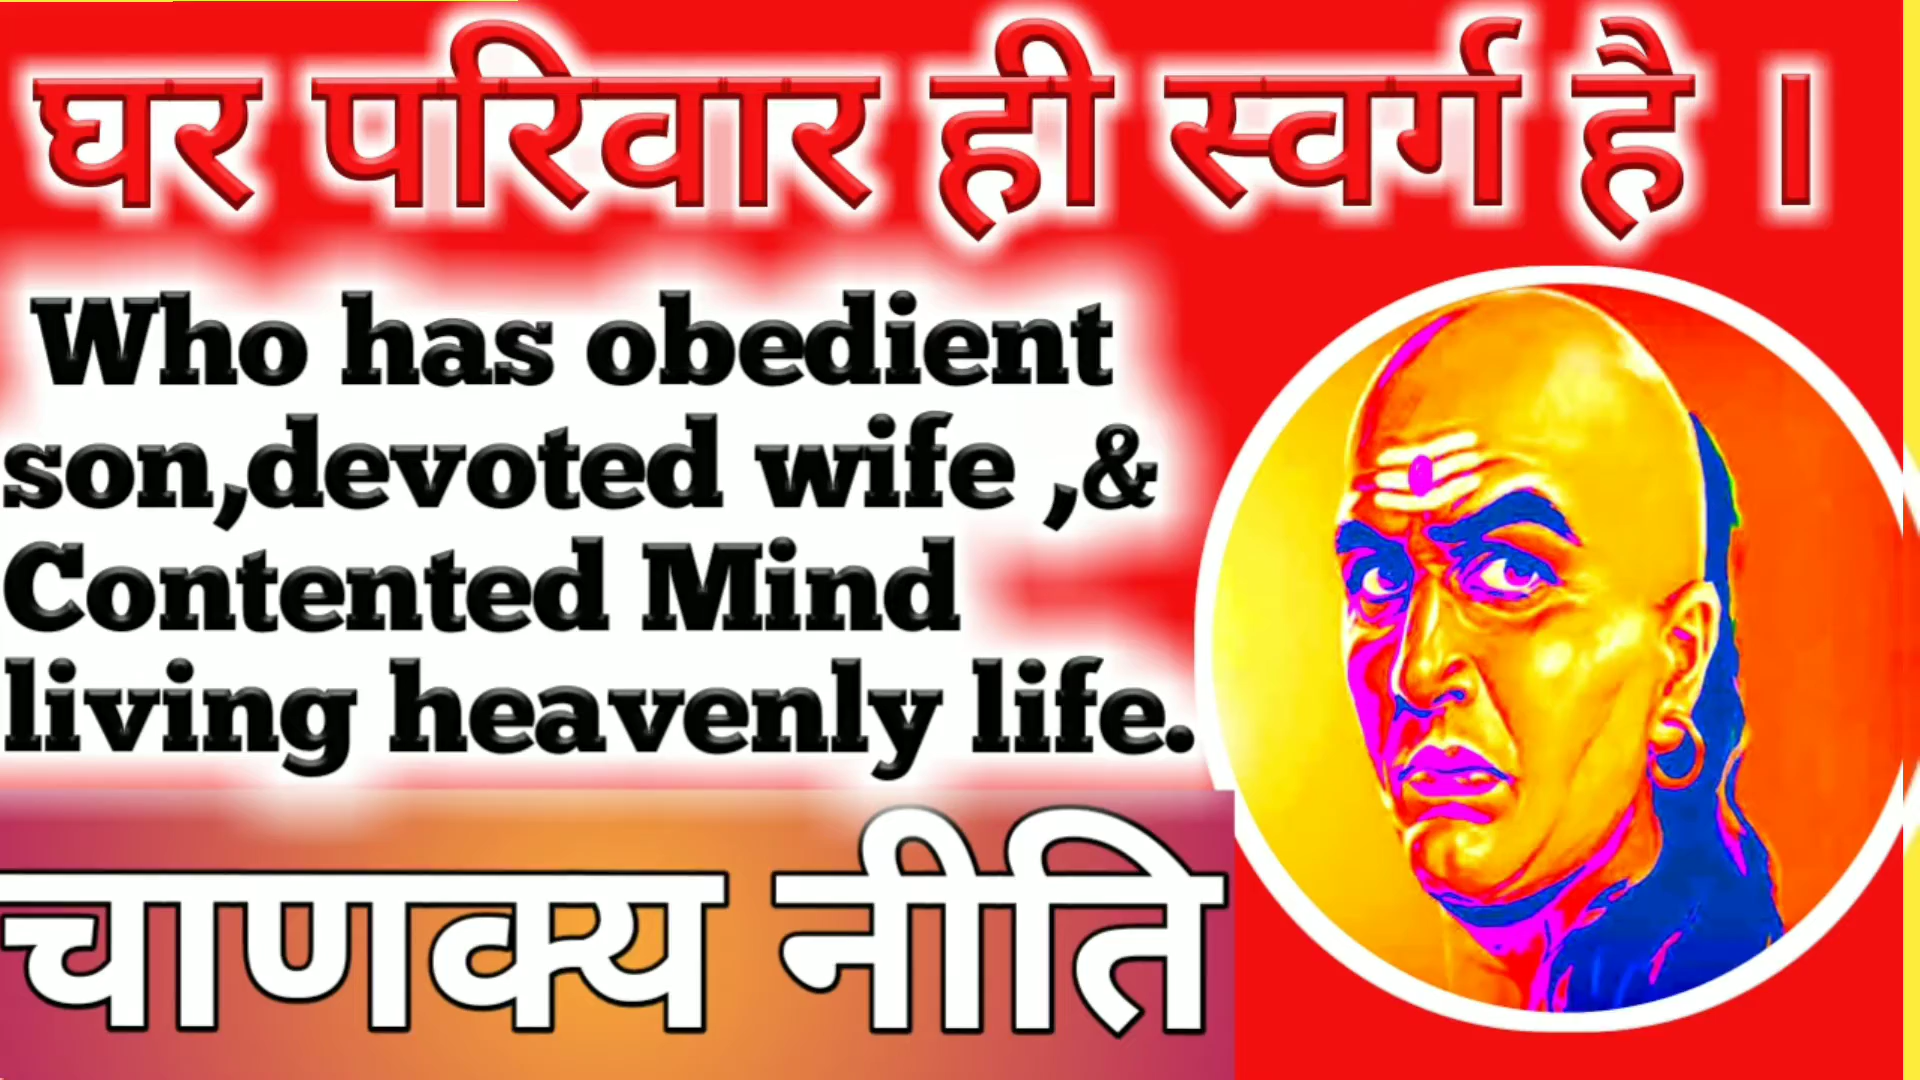 घर परिवार ही स्वर्ग है ।
Who has obedient
son,devoted wife ,&
Contented Mind
living heavenly life.
चाणक्य नीति